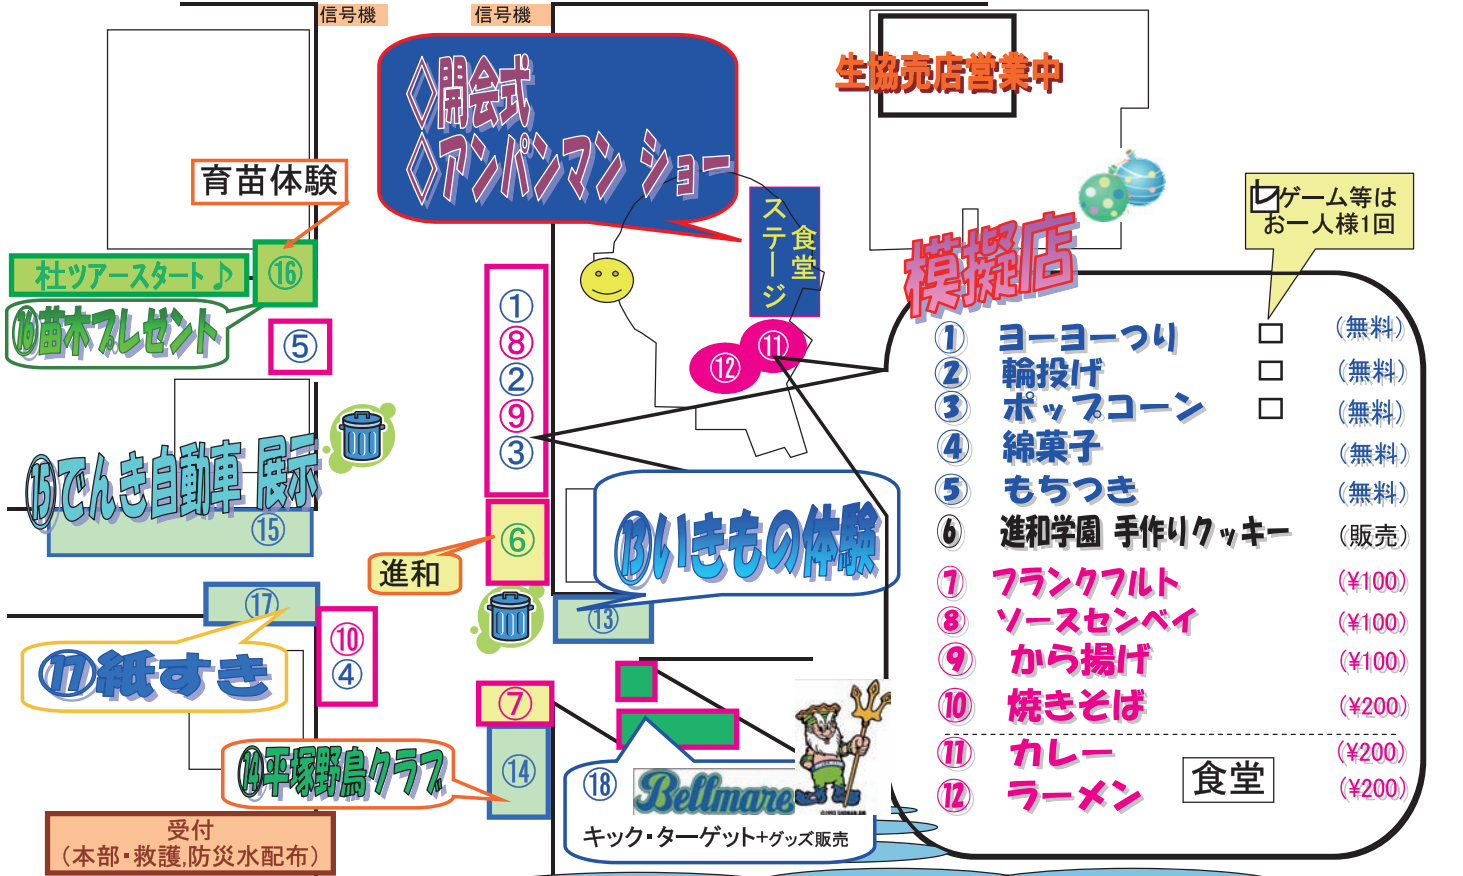 信号機
信号機
◇開会式
◇アンパンマン ショー
生協売店営業中
育苗体験
食堂
ステージ
レゲーム等は
お一人様1回
模擬店
杜ツアースタート♪
⑯
⑯苗木プレゼント
⑤
①
⑧
②
⑨
③
⑪
⑫
① ヨーヨーつり □ (無料)
② 輪投げ □ (無料)
③ ポップコーン □ (無料)
④ 綿菓子 (無料)
⑤ もちつき (無料)
⑥ 進和学園 手作りクッキー (販売)
⑦ フランクフルト (¥100)
⑧ ソースセンベイ (¥100)
⑨ から揚げ (¥100)
⑩ 焼きそば (¥200)
⑪ カレー (¥200)
⑫ ラーメン (¥200)
食堂
⑮でんき自動車 展示
⑮
⑥
進和
⑬いきもの体験
⑬
⑰
⑰紙すき
⑩
④
⑦
⑭
⑭平塚野鳥クラブ
⑱
Bellmare
キック・ターゲット+グッズ販売
受付
(本部・救護,防災水配布)